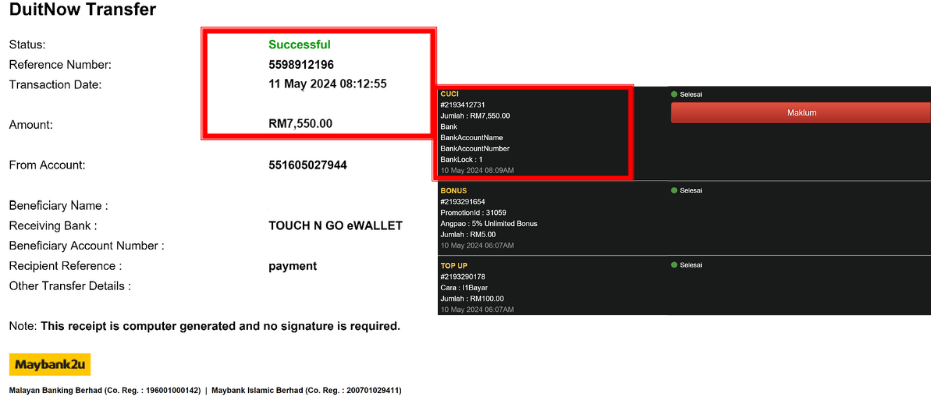 DuitNow Transfer
Status: Successful
Reference Number: 5598912196
Transaction Date: 11 May 2024 08:12:55
Amount: RM7,550.00
From Account: 551605027944
Beneficiary Name :
Receiving Bank : TOUCH N GO eWALLET
Beneficiary Account Number :
Recipient Reference : payment
Other Transfer Details :
Note: This receipt is computer generated and no signature is required.
Maybank2u
Malayan Banking Berhad (Co. Reg. : 196001000142) | Maybank Islamic Berhad (Co. Reg. : 200701029411)
CUCI
#2193412731
Jumlah : RM7,550.00
Bank
BankAccountName
BankAccountNumber
BankLock : 1
10 May 2024 08:09AM
Selesai
Maklum
BONUS
#2193291654
PromotionId : 31059
Angpao : 5% Unlimited Bonus
Jumlah : RM5.00
10 May 2024 06:07AM
Selesai
TOP UP
#2193290178
Cara : I1Bayar
Jumlah : RM100.00
10 May 2024 06:07AM
Selesai